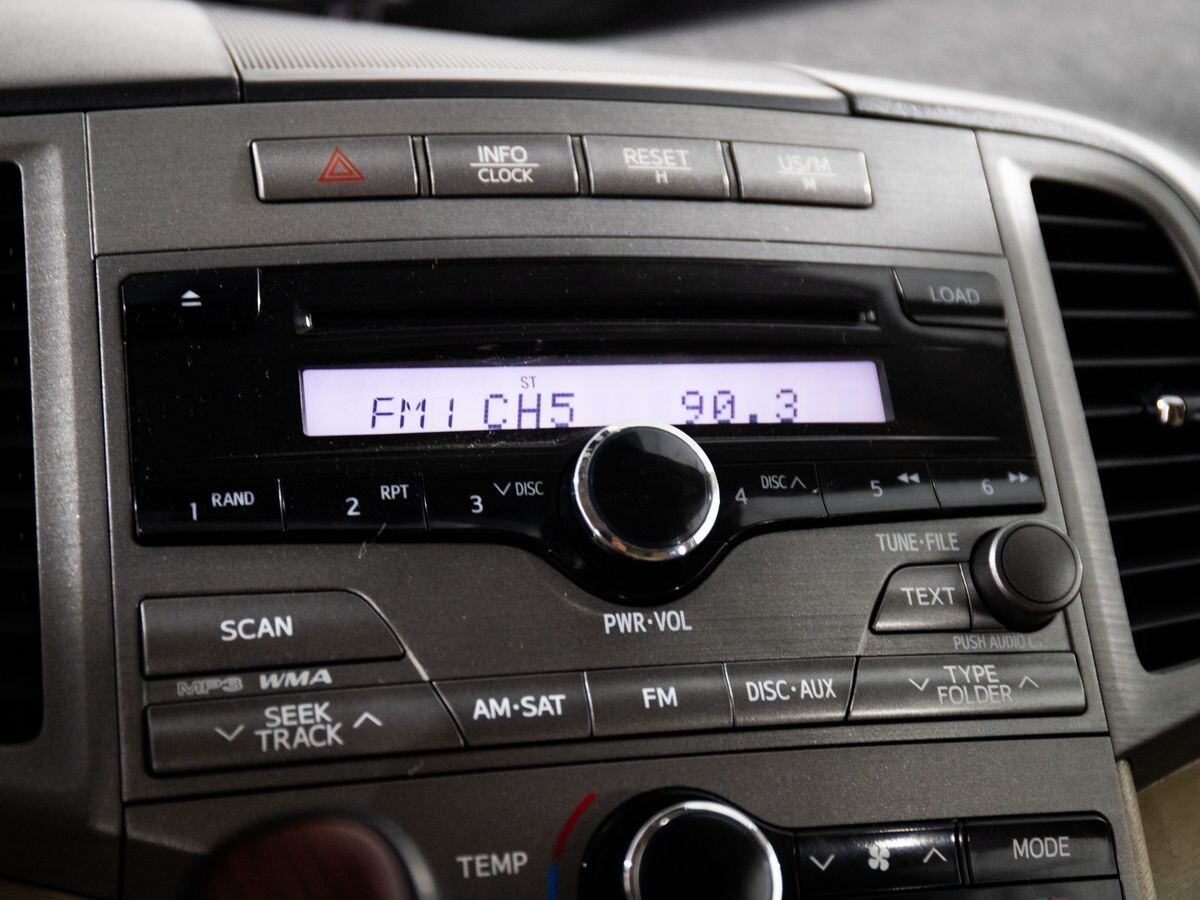 INFO
CLOCK
RESET
H
US/M
M
LOAD
ST
FM1 CH5 90.3
1 RAND
2 RPT
3 DISC
4 DISC
5
6
TUNE·FILE
TEXT
PUSH AUDIO
PWR·VOL
SCAN
MP3 WMA
SEEK
TRACK
AM·SAT
FM
DISC·AUX
TYPE
FOLDER
TEMP
MODE